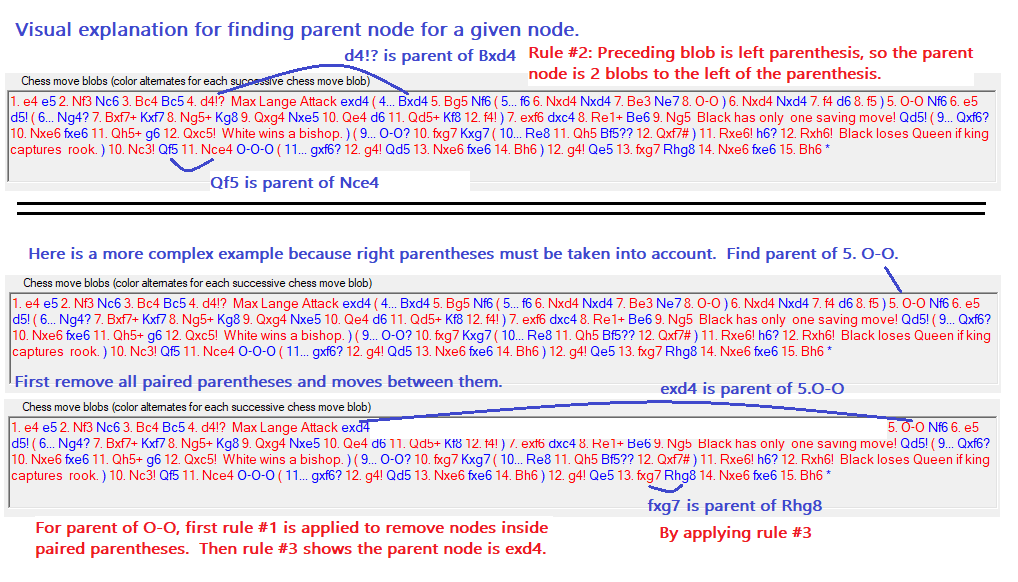 Visual explanation for finding parent node for a given node.
d4!? is parent of Bxd4
Rule #2: Preceding blob is left parenthesis, so the parent
node is 2 blobs to the left of the parenthesis.
Chess move blobs (color alternates for each successive chess move blob)
1. e4 e5 2. Nf3 Nc6 3. Bc4 Bc5 4. d4!? Max Lange Attack exd4 ( 4... Bxd4 5. Bg5 Nf6 ( 5... f6 6. Nxd4 Nxd4 7. Be3 Ne7 8. O-O ) 6. Nxd4 Nxd4 7. f4 d6 8. f5 ) 5. O-O Nf6 6. e5
d5! ( 6... Ng4? 7. Bxf7+ Kxf7 8. Ng5+ Kg8 9. Qxg4 Nxe5 10. Qe4 d6 11. Qd5+ Kf8 12. f4! ) 7. exf6 dxc4 8. Re1+ Be6 9. Ng5 Black has only one saving move! Qd5! ( 9... Qxf6?
10. Nxe6 fxe6 11. Qh5+ g6 12. Qxc5! White wins a bishop. ) ( 9... O-O? 10. fxg7 Kxg7 ( 10... Re8 11. Qh5 Bf5?? 12. Qxf7# ) 11. Rxe6! h6? 12. Rxh6! Black loses Queen if king
captures rook. ) 10. Nc3! Qf5 11. Nce4 O-O-O ( 11... gxf6? 12. g4! Qd5 13. Nxe6 fxe6 14. Bh6 ) 12. g4! Qe5 13. fxg7 Rhg8 14. Nxe6 fxe6 15. Bh6 *
Qf5 is parent of Nce4
Here is a more complex example because right parentheses must be taken into account. Find parent of 5. O-O.
Chess move blobs (color alternates for each successive chess move blob)
1. e4 e5 2. Nf3 Nc6 3. Bc4 Bc5 4. d4!? Max Lange Attack exd4 ( 4... Bxd4 5. Bg5 Nf6 ( 5... f6 6. Nxd4 Nxd4 7. Be3 Ne7 8. O-O ) 6. Nxd4 Nxd4 7. f4 d6 8. f5 ) 5. O-O Nf6 6. e5
d5! ( 6... Ng4? 7. Bxf7+ Kxf7 8. Ng5+ Kg8 9. Qxg4 Nxe5 10. Qe4 d6 11. Qd5+ Kf8 12. f4! ) 7. exf6 dxc4 8. Re1+ Be6 9. Ng5 Black has only one saving move! Qd5! ( 9... Qxf6?
10. Nxe6 fxe6 11. Qh5+ g6 12. Qxc5! White wins a bishop. ) ( 9... O-O? 10. fxg7 Kxg7 ( 10... Re8 11. Qh5 Bf5?? 12. Qxf7# ) 11. Rxe6! h6? 12. Rxh6! Black loses Queen if king
captures rook. ) 10. Nc3! Qf5 11. Nce4 O-O-O ( 11... gxf6? 12. g4! Qd5 13. Nxe6 fxe6 14. Bh6 ) 12. g4! Qe5 13. fxg7 Rhg8 14. Nxe6 fxe6 15. Bh6 *
First remove all paired parentheses and moves between them.
exd4 is parent of 5.O-O
Chess move blobs (color alternates for each successive chess move blob)
1. e4 e5 2. Nf3 Nc6 3. Bc4 Bc5 4. d4!? Max Lange Attack exd4 5. O-O Nf6 6. e5
d5! ( 6... Ng4? 7. Bxf7+ Kxf7 8. Ng5+ Kg8 9. Qxg4 Nxe5 10. Qe4 d6 11. Qd5+ Kf8 12. f4! ) 7. exf6 dxc4 8. Re1+ Be6 9. Ng5 Black has only one saving move! Qd5! ( 9... Qxf6?
10. Nxe6 fxe6 11. Qh5+ g6 12. Qxc5! White wins a bishop. ) ( 9... O-O? 10. fxg7 Kxg7 ( 10... Re8 11. Qh5 Bf5?? 12. Qxf7# ) 11. Rxe6! h6? 12. Rxh6! Black loses Queen if king
captures rook. ) 10. Nc3! Qf5 11. Nce4 O-O-O ( 11... gxf6? 12. g4! Qd5 13. Nxe6 fxe6 14. Bh6 ) 12. g4! Qe5 13. fxg7 Rhg8 14. Nxe6 fxe6 15. Bh6 *
fxg7 is parent of Rhg8
For parent of O-O, first rule #1 is applied to remove nodes inside
paired parentheses. Then rule #3 shows the parent node is exd4.
By applying rule #3